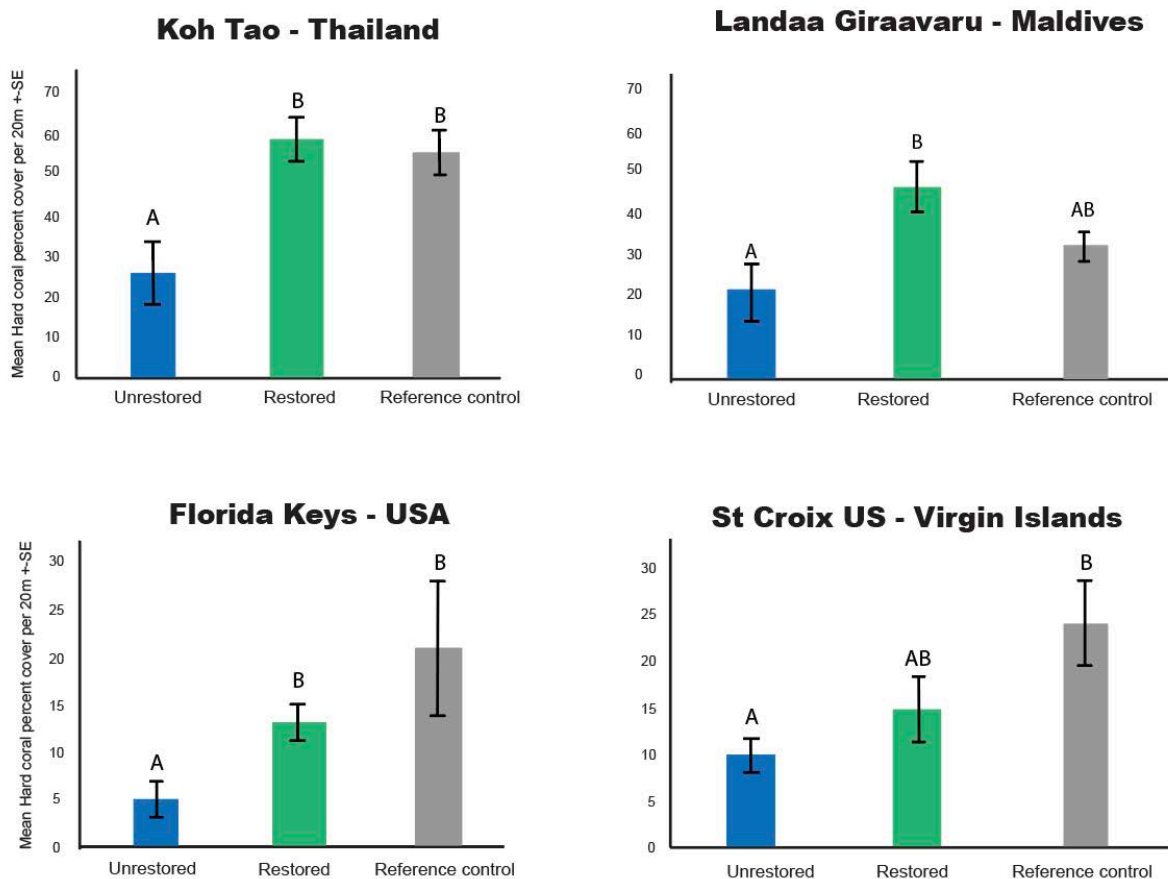 Koh Tao - Thailand
Mean Hard coral percent cover per 20m +-SE
70
60
50
40
30
20
10
0
A
B
B
Unrestored
Restored
Reference control
Landaa Giraavaru - Maldives
70
60
50
40
30
20
10
0
A
B
AB
Unrestored
Restored
Reference control
Florida Keys - USA
Mean Hard coral percent cover per 20m +-SE
30
25
20
15
10
5
0
A
B
B
Unrestored
Restored
Reference control
St Croix US - Virgin Islands
30
25
20
15
10
5
0
A
AB
B
Unrestored
Restored
Reference control